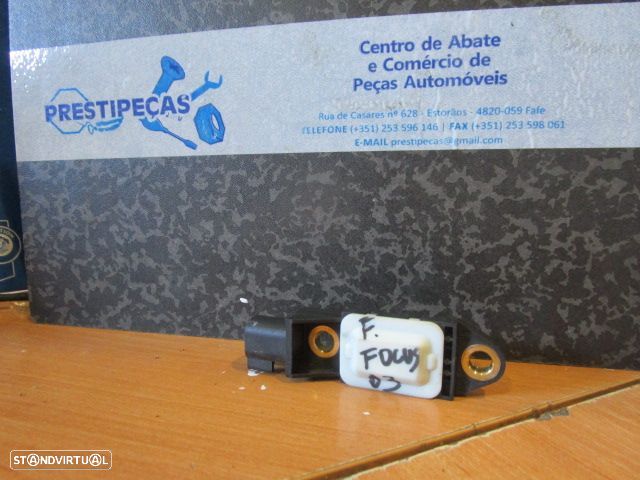 PRESTIPEÇAS
Centro de Abate
e Comércio de
Peças Automóveis
Rua de Casares nº 628 - Estorãos - 4820-059 Fafe
TELEFONE (+351) 253 596 146 | FAX (+351) 253 598 061
E-MAIL prestipecas@gmail.com
F.
FOCUS
03
STANDVIRTUAL